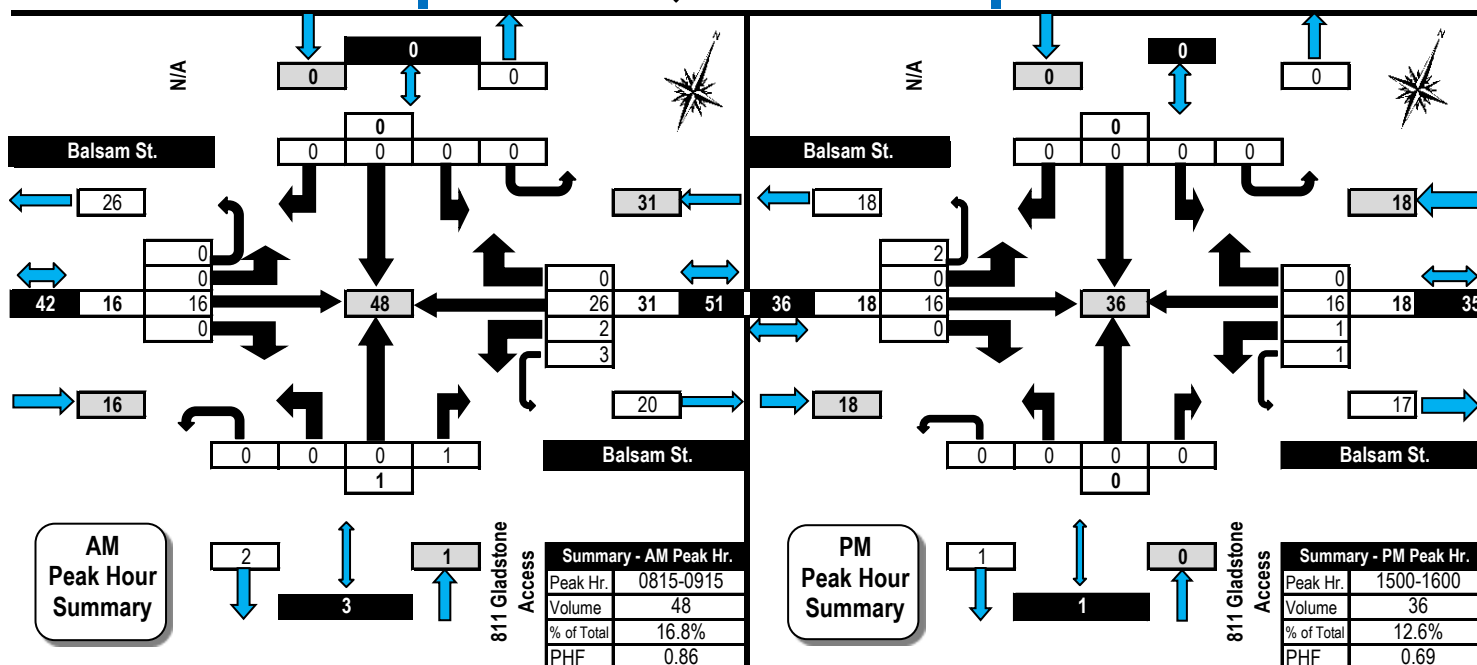 0 0
N/A 0 0 N/A 0 0
N N
0 0
Balsam St. 0 0 0 0 Balsam St. 0 0 0 0
26 31 18 18
0 2
0 0 0 0
42 16 16 48 26 31 51 36 18 16 36 16 18 35
0 2 0 1
3 1
16 20 18 17
0 0 0 1 Balsam St. 0 0 0 0 Balsam St.
1 0
AM
Peak Hour
Summary
2 1
3
811 Gladstone
Access
Summary - AM Peak Hr.
Peak Hr. 0815-0915
Volume 48
% of Total 16.8%
PHF 0.86
PM
Peak Hour
Summary
1 0
1
811 Gladstone
Access
Summary - PM Peak Hr.
Peak Hr. 1500-1600
Volume 36
% of Total 12.6%
PHF 0.69